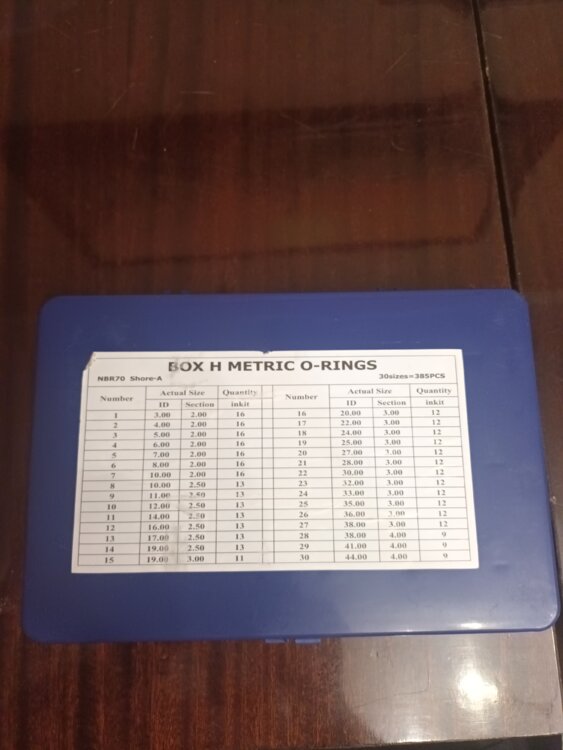 BOX H METRIC O-RINGS
NBR70 Shore-A 30sizes=385PCS
Number Actual Size Quantity Number Actual Size Quantity
ID Section inkit ID Section inkit
1 3.00 2.00 16 16 20.00 3.00 12
2 4.00 2.00 16 17 22.00 3.00 12
3 5.00 2.00 16 18 24.00 3.00 12
4 6.00 2.00 16 19 25.00 3.00 12
5 7.00 2.00 16 20 27.00 3.00 12
6 8.00 2.00 16 21 28.00 3.00 12
7 10.00 2.00 16 22 30.00 3.00 12
8 10.00 2.50 13 23 32.00 3.00 12
9 11.00 2.50 13 24 33.00 3.00 12
10 12.00 2.50 13 25 35.00 3.00 12
11 14.00 2.50 13 26 36.00 3.00 12
12 16.00 2.50 13 27 38.00 3.00 12
13 17.00 2.50 13 28 38.00 4.00 9
14 19.00 2.50 13 29 41.00 4.00 9
15 19.00 3.00 11 30 44.00 4.00 9